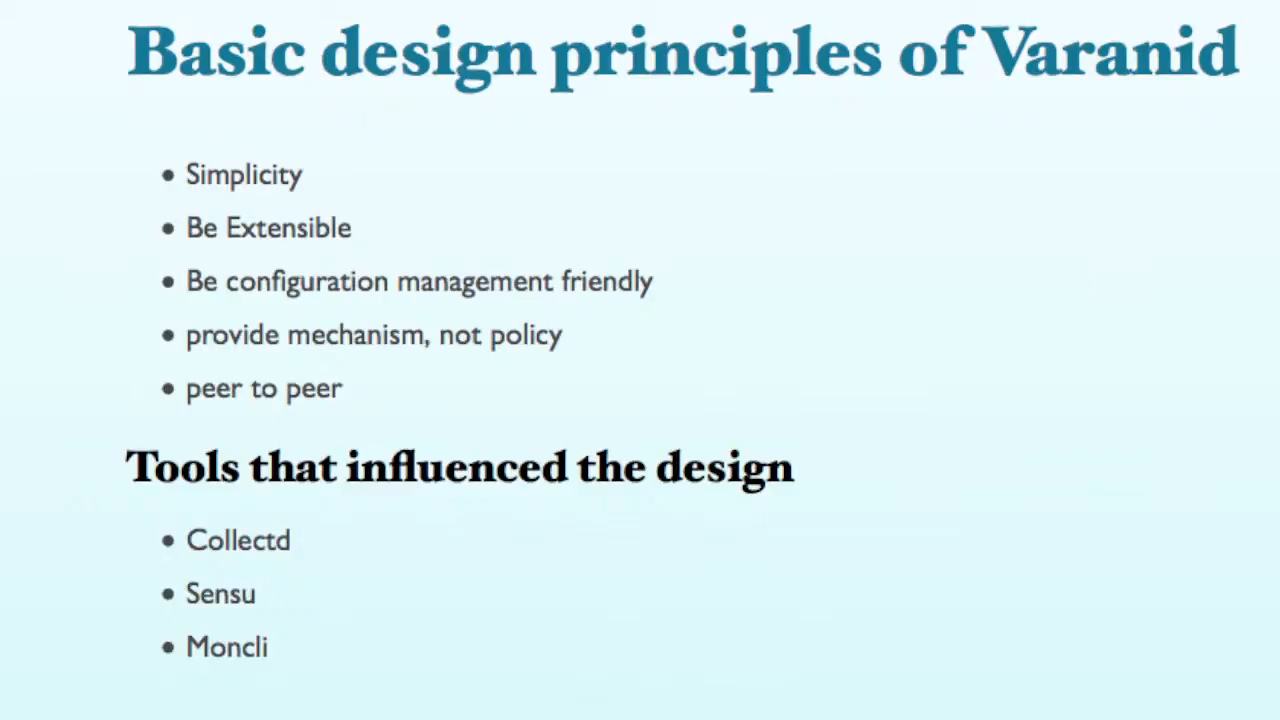 Basic design principles of Varanid
• Simplicity
• Be Extensible
• Be configuration management friendly
• provide mechanism, not policy
• peer to peer
Tools that influenced the design
• Collectd
• Sensu
• Moncli